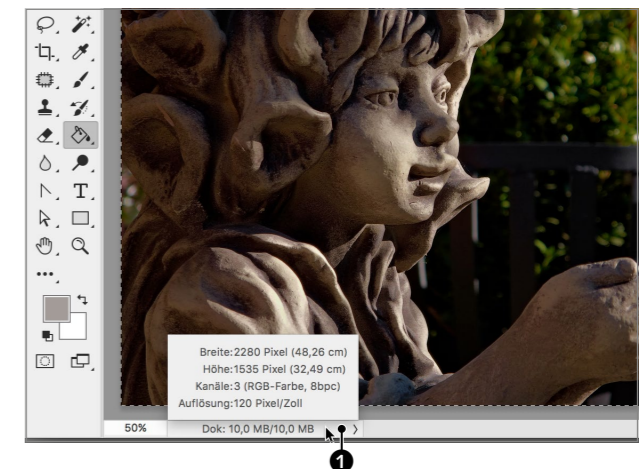 Breite:2280 Pixel (48,26 cm)
Höhe:1535 Pixel (32,49 cm)
Kanäle:3 (RGB-Farbe, 8bpc)
Auflösung:120 Pixel/Zoll
50% Dok: 10,0 MB/10,0 MB
1